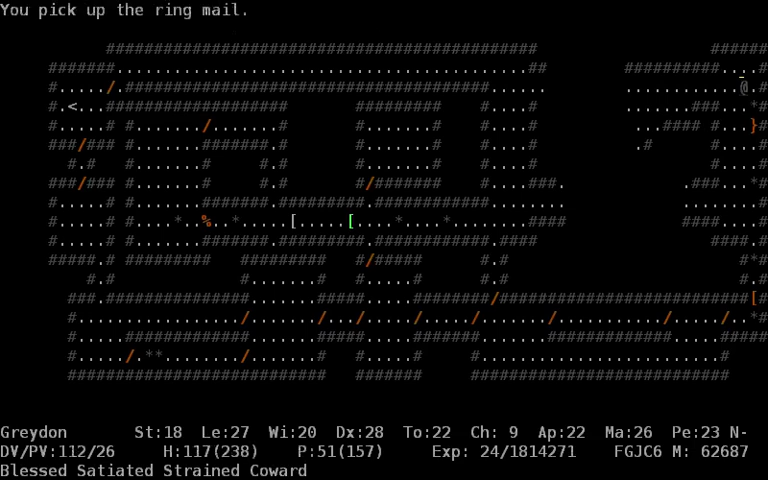 You pick up the ring mail.
Greydon St:18 Le:27 Wi:20 Dx:28 To:22 Ch: 9 Ap:22 Ma:26 Pe:23 N-
DV/PV:112/26 H:117(238) P:51(157) Exp: 24/1814271 FGJC6 M: 62687
Blessed Satiated Strained Coward